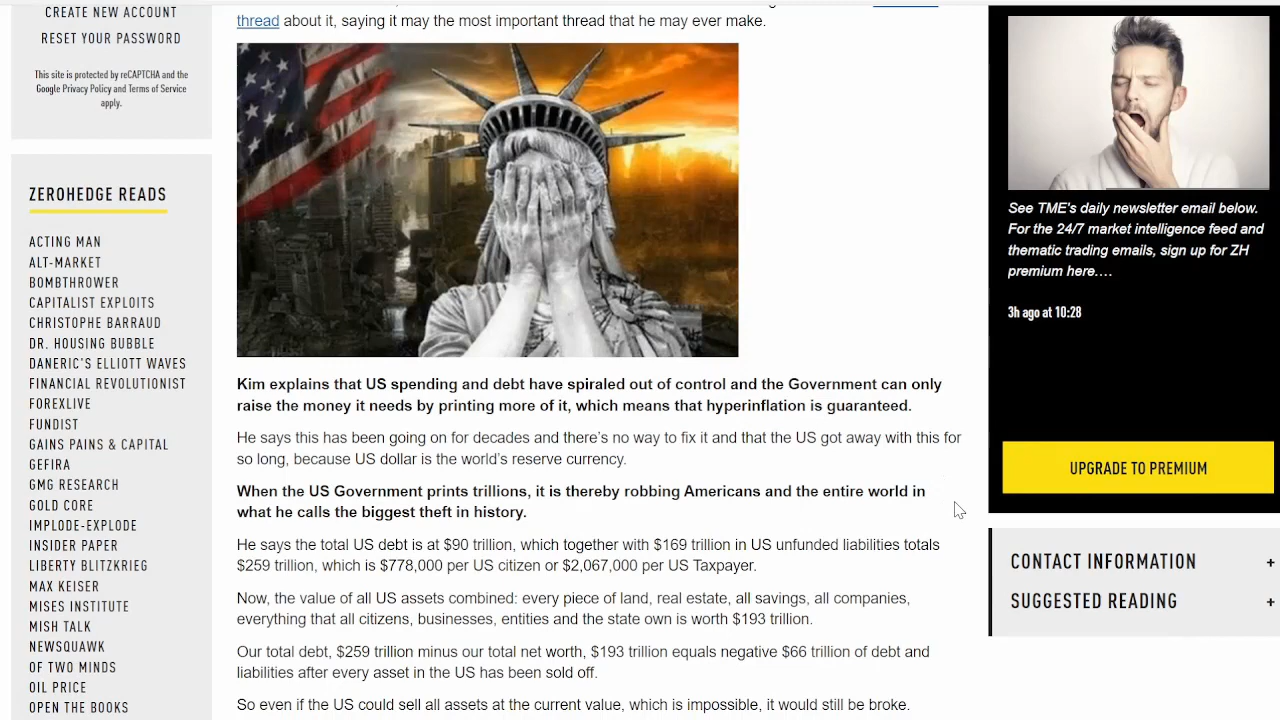 CREATE NEW ACCOUNT
RESET YOUR PASSWORD
This site is protected by reCAPTCHA and the
Google Privacy Policy and Terms of Service
apply.
ZEROHEDGE READS
ACTING MAN
ALT-MARKET
BOMBTHROWER
CAPITALIST EXPLOITS
CHRISTOPHE BARRAUD
DR. HOUSING BUBBLE
DANERIC'S ELLIOTT WAVES
FINANCIAL REVOLUTIONIST
FOREXLIVE
FUNDIST
GAINS PAINS & CAPITAL
GEFIRA
GMG RESEARCH
GOLD CORE
IMPLODE-EXPLODE
INSIDER PAPER
LIBERTY BLITZKRIEG
MAX KEISER
MISES INSTITUTE
MISH TALK
NEWSQUAWK
OF TWO MINDS
OIL PRICE
OPEN THE BOOKS
thread about it, saying it may the most important thread that he may ever make.
Kim explains that US spending and debt have spiraled out of control and the Government can only
raise the money it needs by printing more of it, which means that hyperinflation is guaranteed.
He says this has been going on for decades and there's no way to fix it and that the US got away with this for
so long, because US dollar is the world's reserve currency.
When the US Government prints trillions, it is thereby robbing Americans and the entire world in
what he calls the biggest theft in history.
He says the total US debt is at $90 trillion, which together with $169 trillion in US unfunded liabilities totals
$259 trillion, which is $778,000 per US citizen or $2,067,000 per US Taxpayer.
Now, the value of all US assets combined: every piece of land, real estate, all savings, all companies,
everything that all citizens, businesses, entities and the state own is worth $193 trillion.
Our total debt, $259 trillion minus our total net worth, $193 trillion equals negative $66 trillion of debt and
liabilities after every asset in the US has been sold off.
So even if the US could sell all assets at the current value, which is impossible, it would still be broke.
See TME's daily newsletter email below.
For the 24/7 market intelligence feed and
thematic trading emails, sign up for ZH
premium here....
3h ago at 10:28
UPGRADE TO PREMIUM
CONTACT INFORMATION +
SUGGESTED READING +